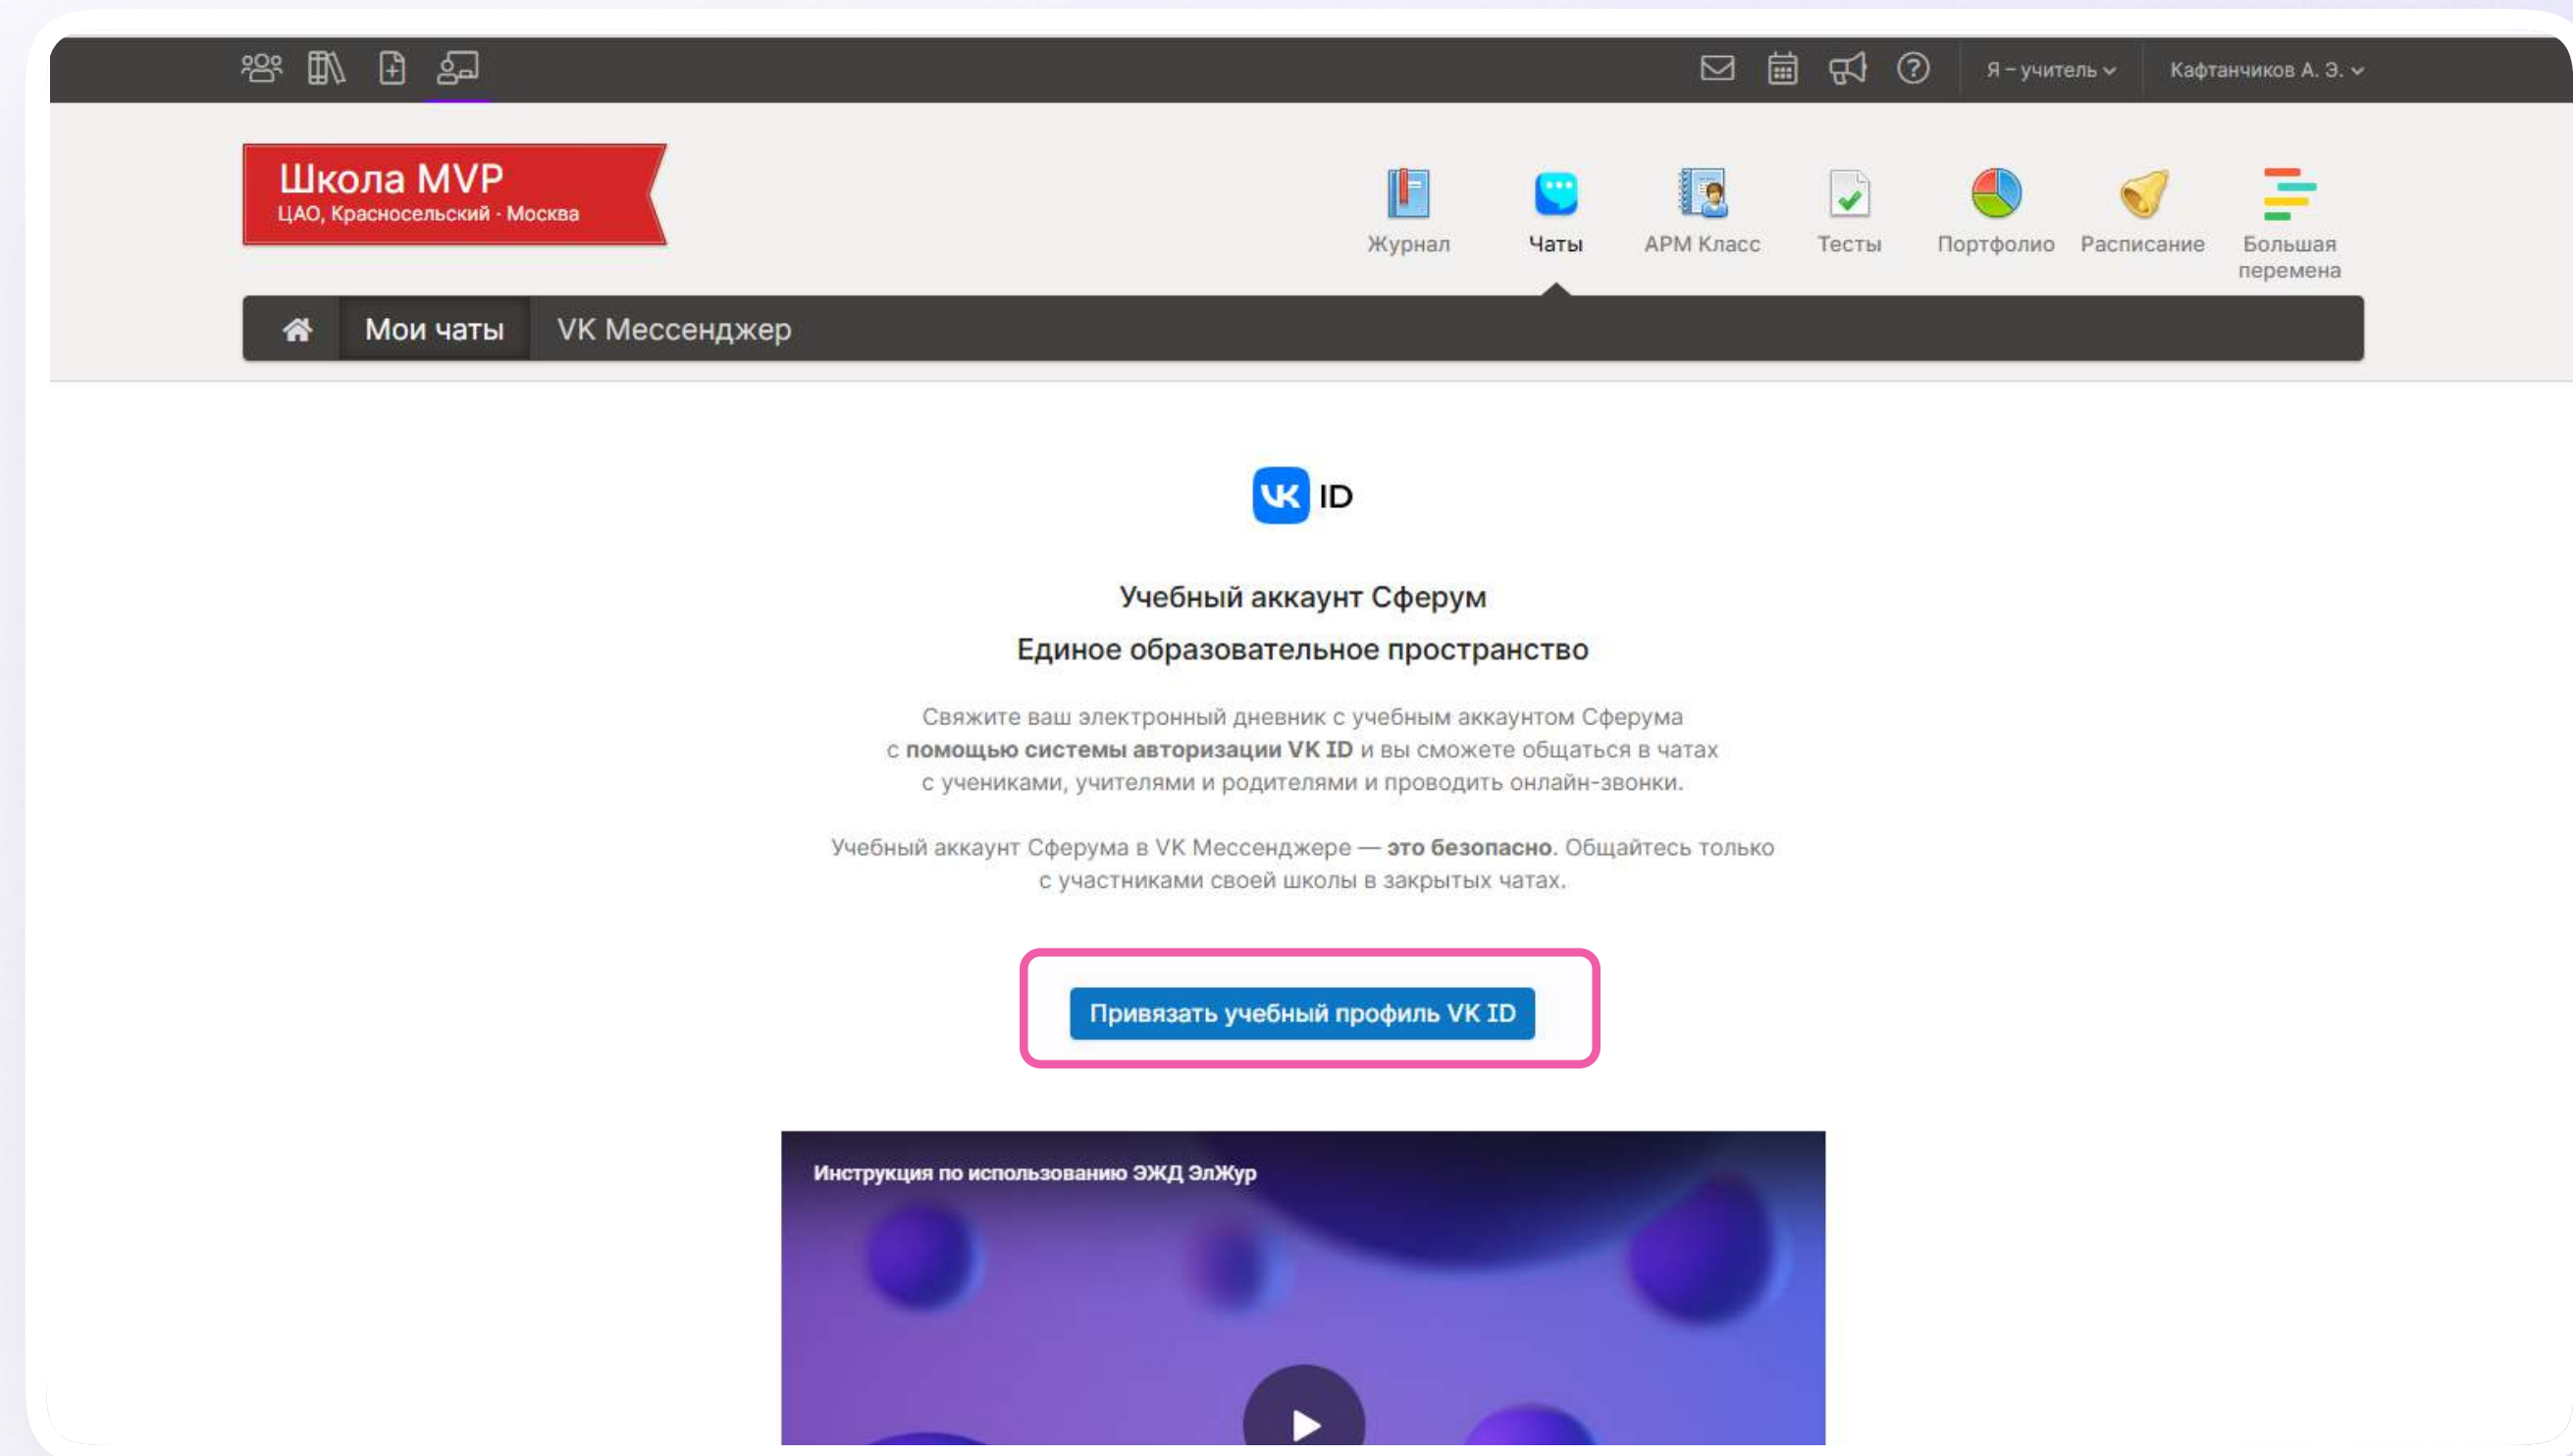 Я – учитель
Кафтанчиков А. Э.
Школа MVP
ЦАО, Красносельский · Москва
Журнал
Чаты
АРМ Класс
Тесты
Портфолио
Расписание
Большая
перемена
Мои чаты
VK Мессенджер
VK ID
Учебный аккаунт Сферум
Единое образовательное пространство
Свяжите ваш электронный дневник с учебным аккаунтом Сферума
с помощью системы авторизации VK ID и вы сможете общаться в чатах
с учениками, учителями и родителями и проводить онлайн-звонки.
Учебный аккаунт Сферума в VK Мессенджере — это безопасно. Общайтесь только
с участниками своей школы в закрытых чатах.
Привязать учебный профиль VK ID
Инструкция по использованию ЭЖД ЭлЖур